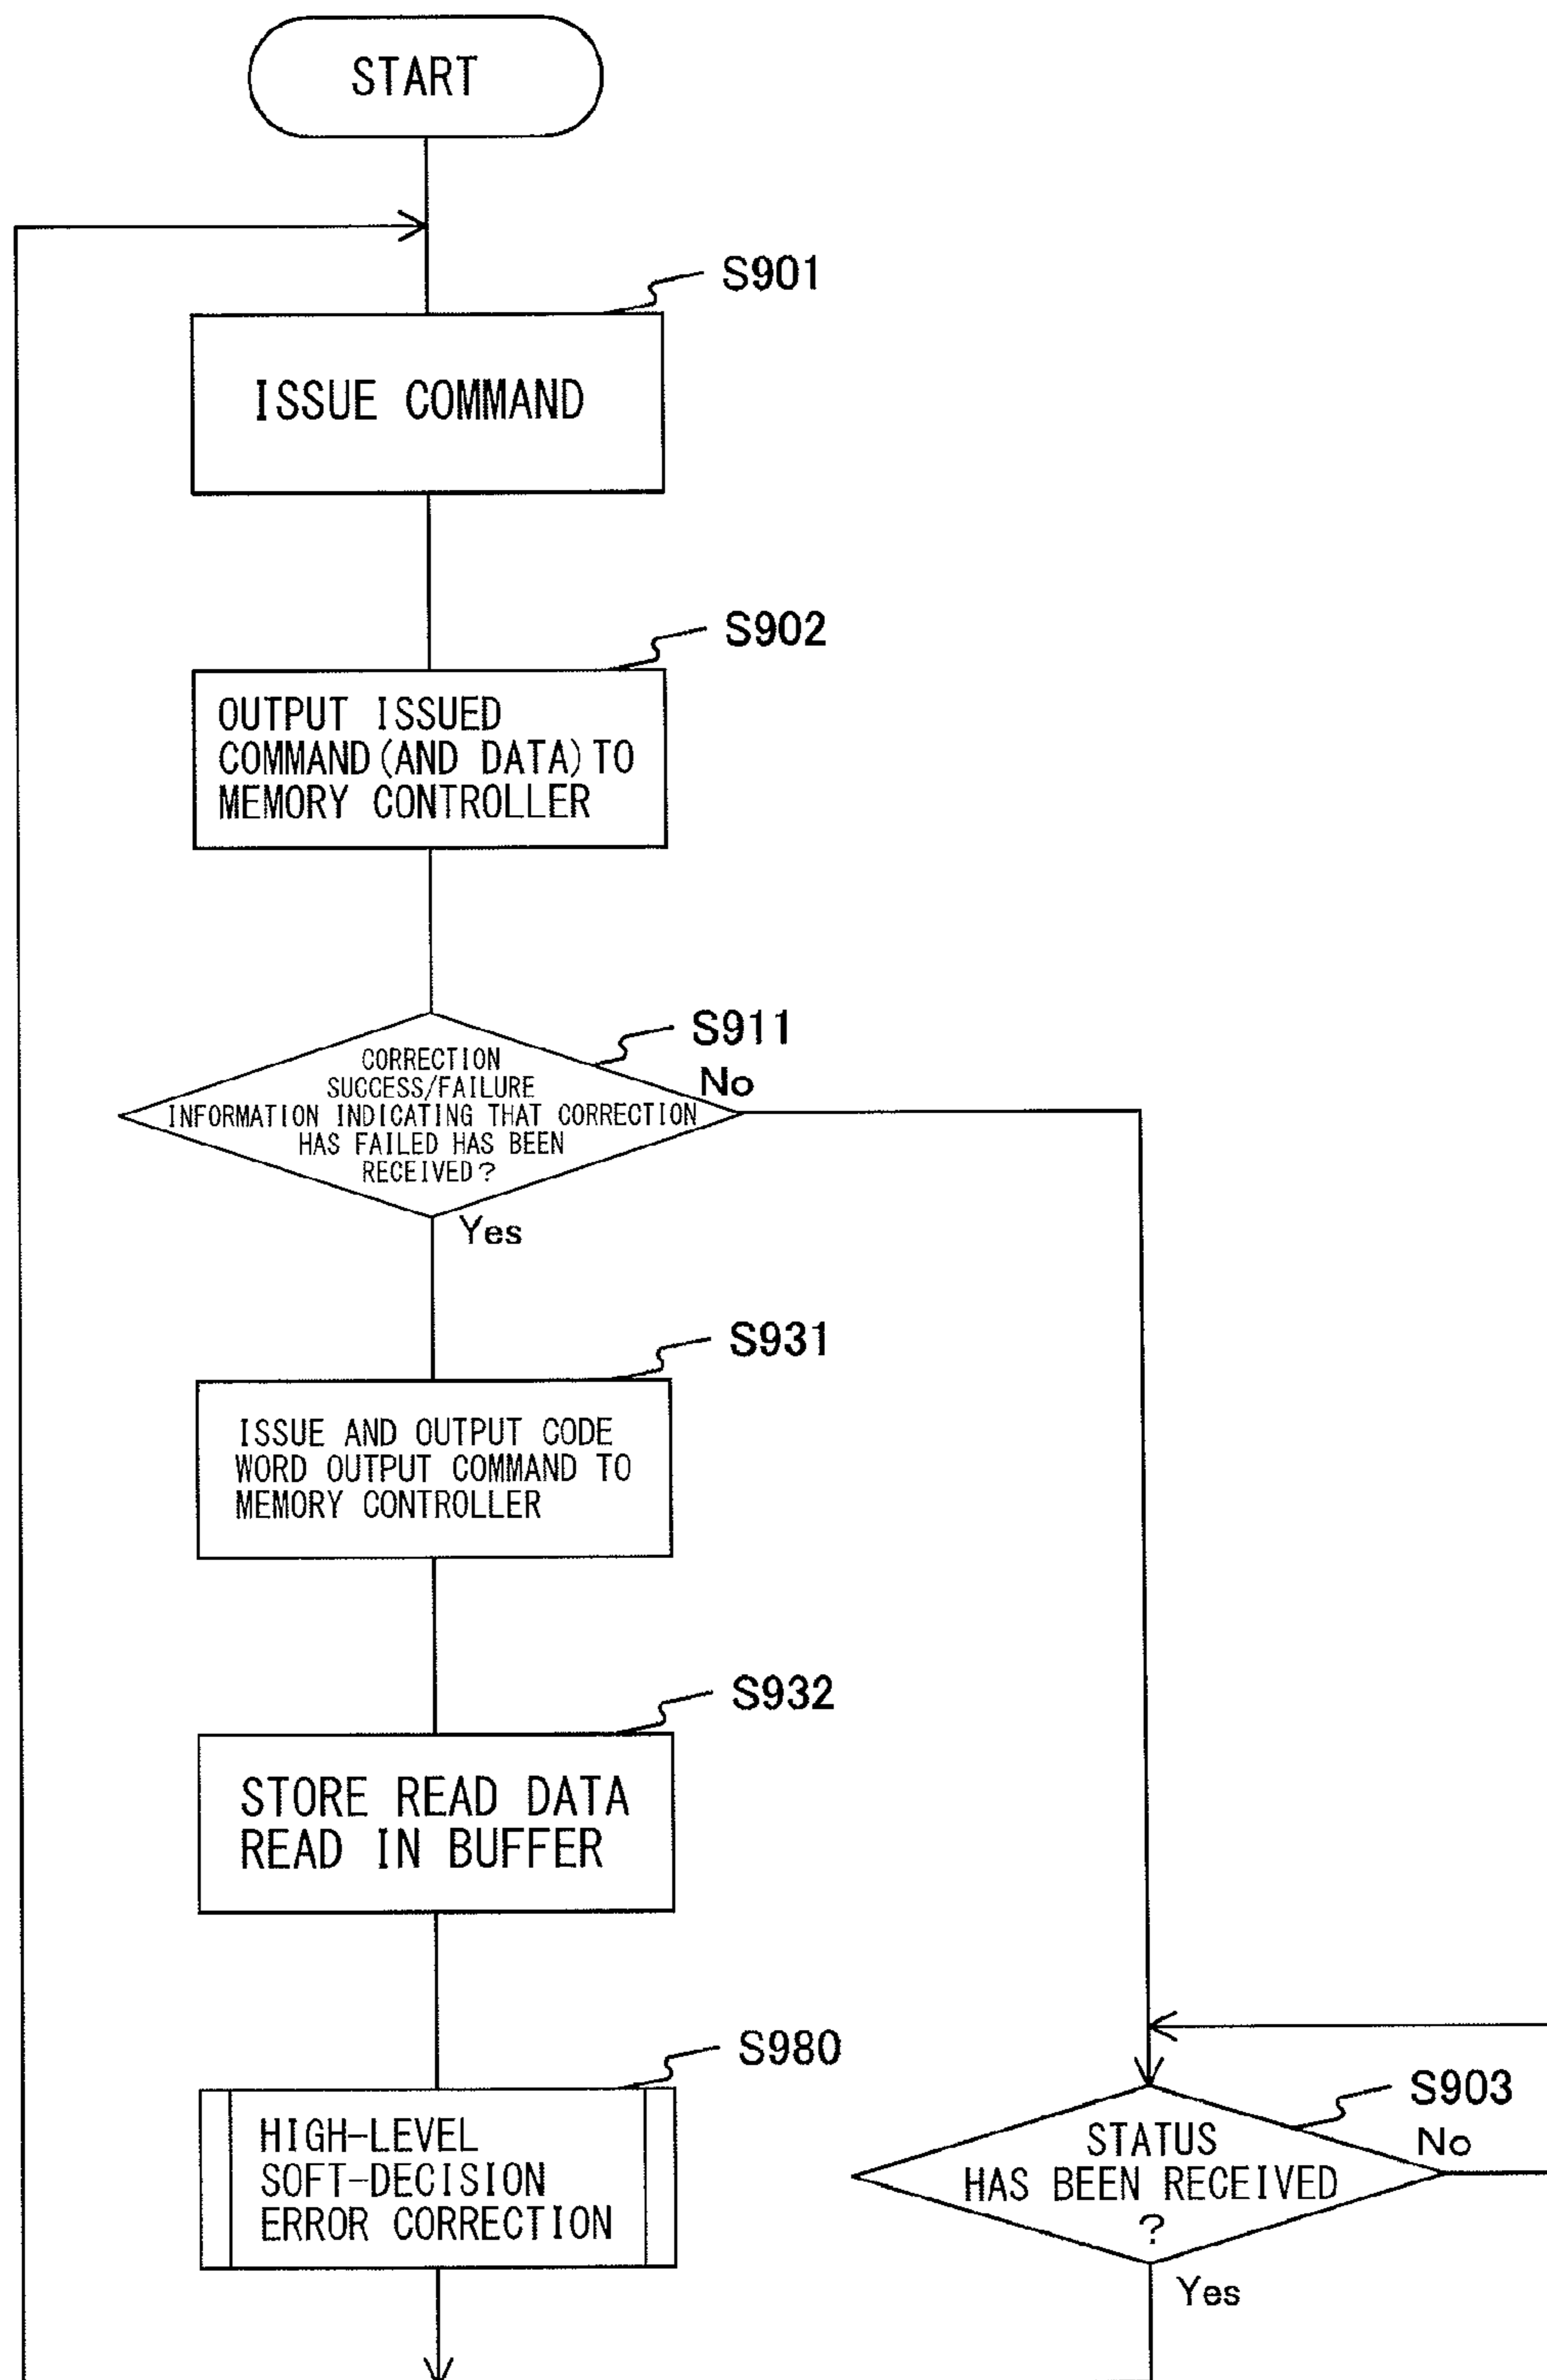 START
S901
ISSUE COMMAND
S902
OUTPUT ISSUED
COMMAND(AND DATA)TO
MEMORY CONTROLLER
S911
CORRECTION
SUCCESS/FAILURE
INFORMATION INDICATING THAT CORRECTION
HAS FAILED HAS BEEN
RECEIVED?
No
Yes
S931
ISSUE AND OUTPUT CODE
WORD OUTPUT COMMAND TO
MEMORY CONTROLLER
S932
STORE READ DATA
READ IN BUFFER
S980
HIGH-LEVEL
SOFT-DECISION
ERROR CORRECTION
S903
STATUS
HAS BEEN RECEIVED
?
No
Yes